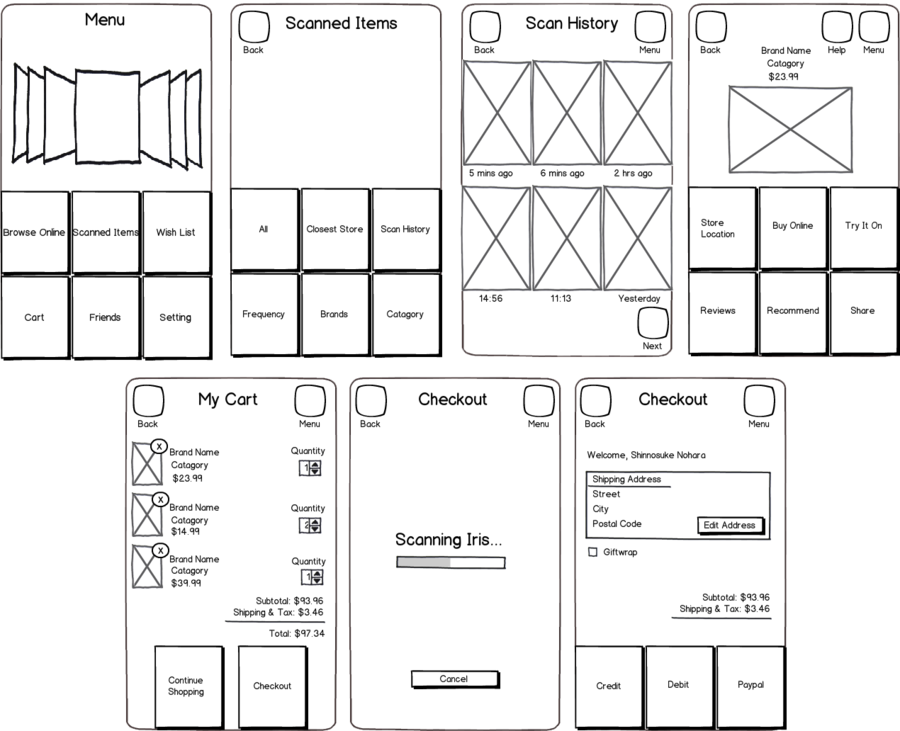 Menu
Browse Online
Scanned Items
Wish List
Cart
Friends
Setting
Scanned Items
Back
All
Closest Store
Scan History
Frequency
Brands
Catagory
Scan History
Back
Menu
5 mins ago
6 mins ago
2 hrs ago
14:56
11:13
Yesterday
Next
Back
Help
Menu
Brand Name
Catagory
$23.99
Store
Location
Buy Online
Try It On
Reviews
Recommend
Share
My Cart
Back
Menu
Quantity
X
Brand Name
Catagory
$23.99
1
Quantity
X
Brand Name
Catagory
$14.99
2
Quantity
X
Brand Name
Catagory
$39.99
1
Subtotal: $93.96
Shipping & Tax: $3.46
Total: $97.34
Continue
Shopping
Checkout
Checkout
Back
Menu
Scanning Iris...
Cancel
Checkout
Back
Menu
Welcome, Shinnosuke Nohara
Shipping Address
Street
City
Postal Code
Edit Address
Giftwrap
Subtotal: $93.96
Shipping & Tax: $3.46
Credit
Debit
Paypal